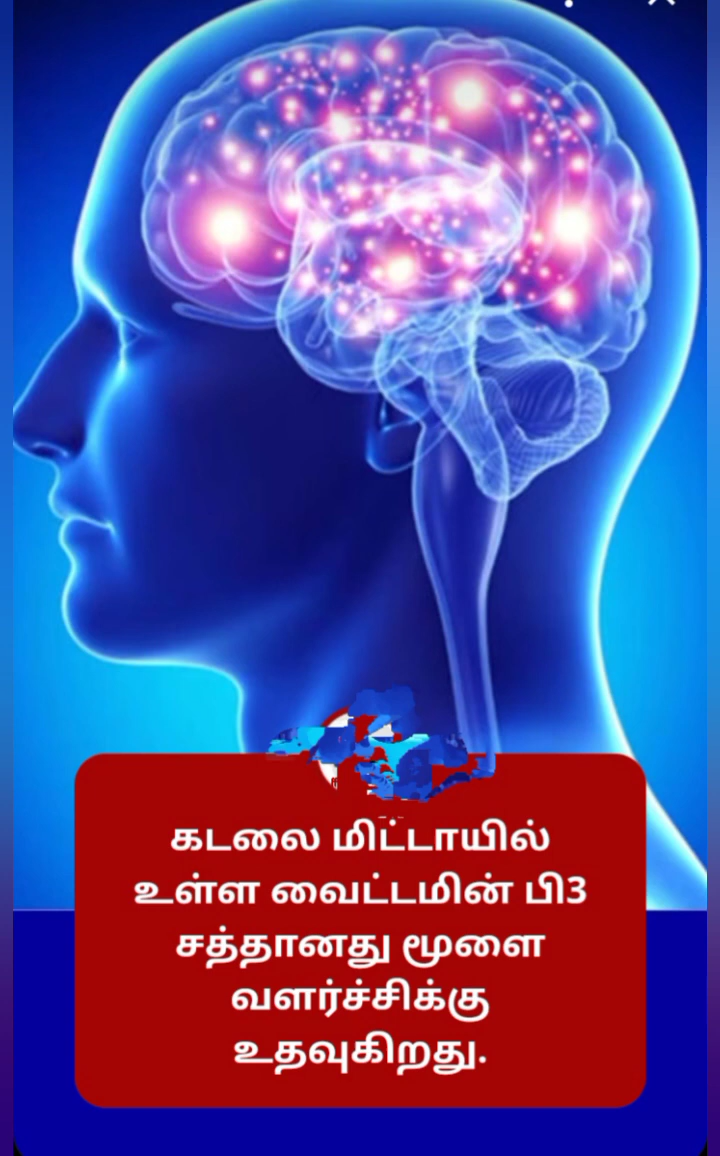 கடலை மிட்டாயில்
உள்ள வைட்டமின் பி3
சத்தானது மூளை
வளர்ச்சிக்கு
உதவுகிறது.